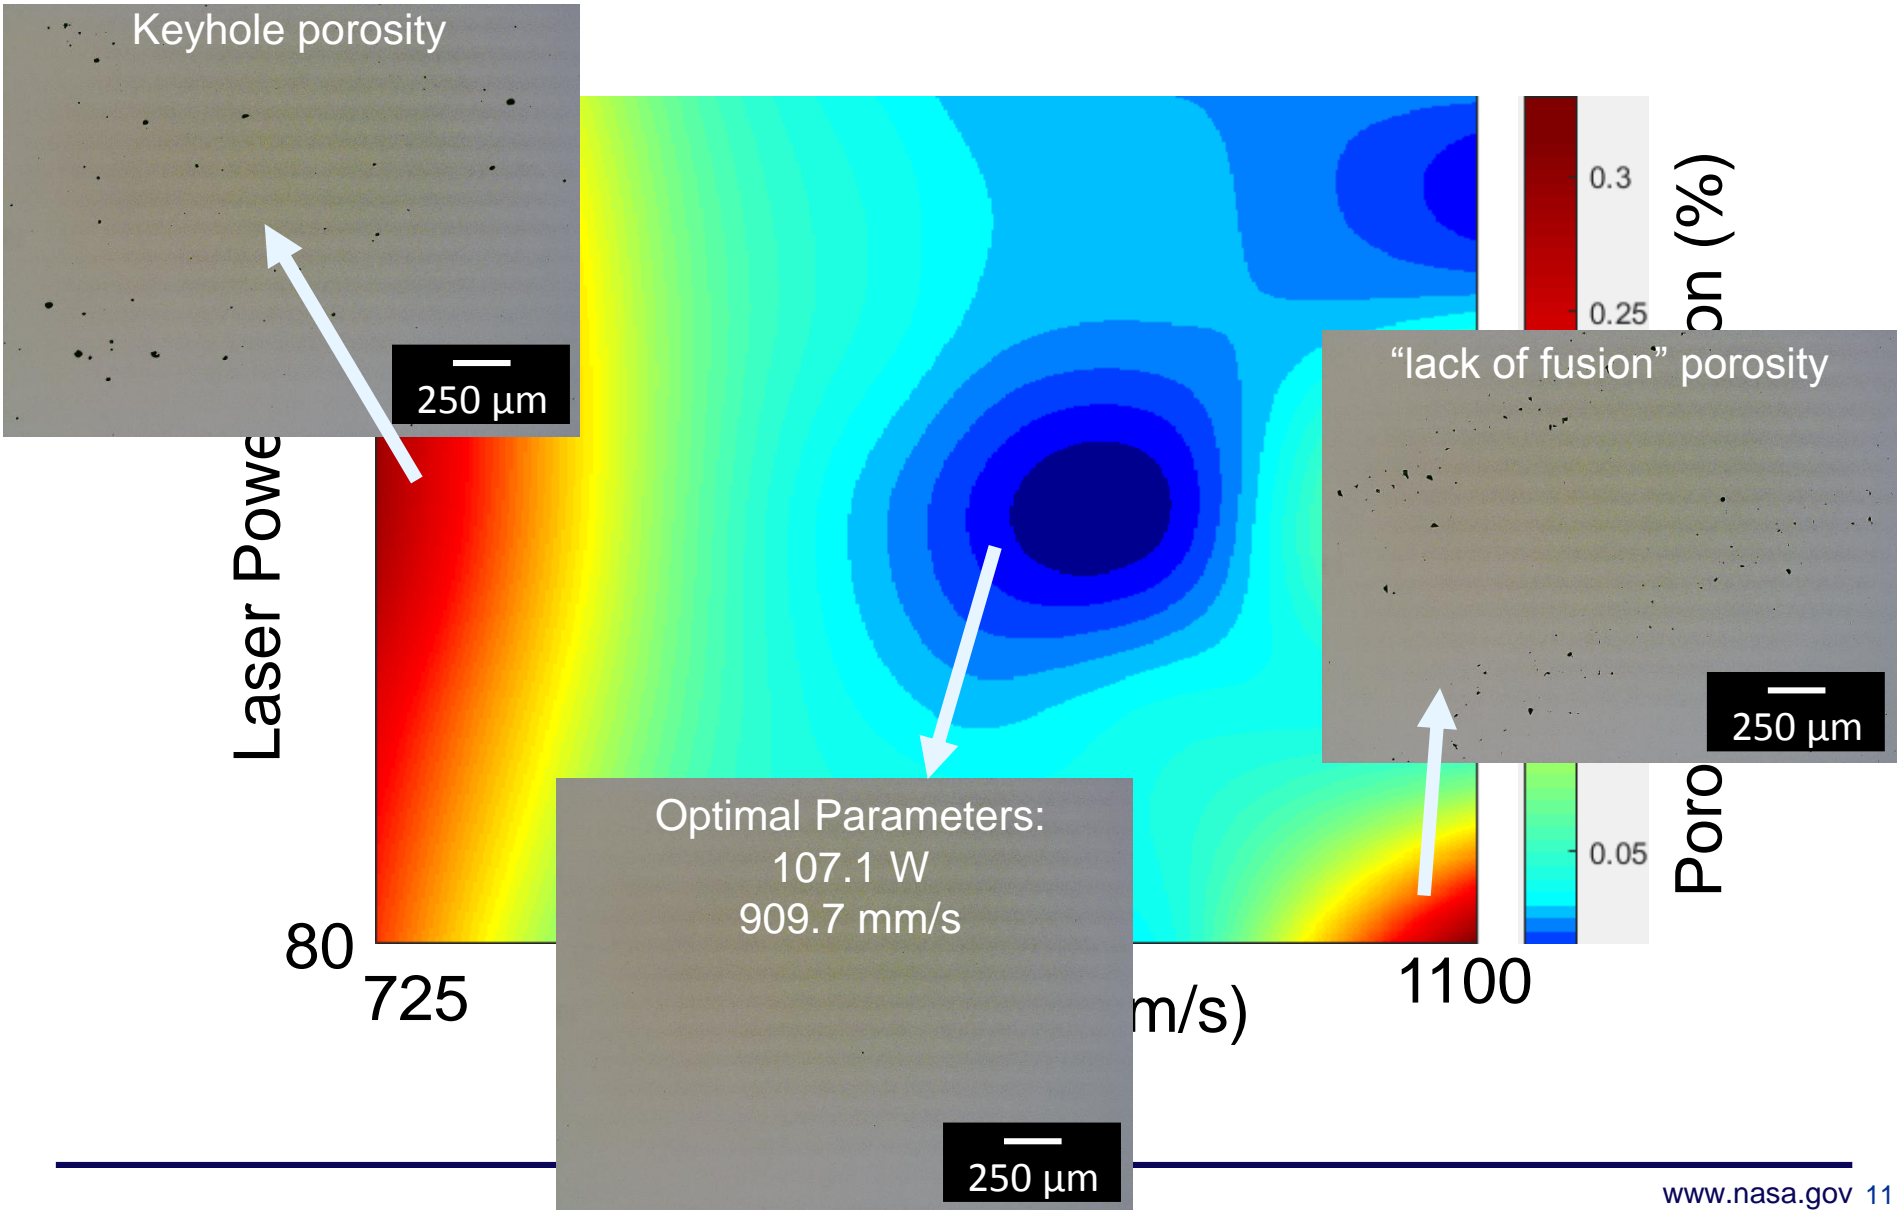 Keyhole porosity
250 µm
0.3
0.25
on (%)
"lack of fusion" porosity
250 µm
Laser Powe
Optimal Parameters:
107.1 W
909.7 mm/s
250 µm
0.05
Poro
80
725
m/s)
1100
www.nasa.gov 11